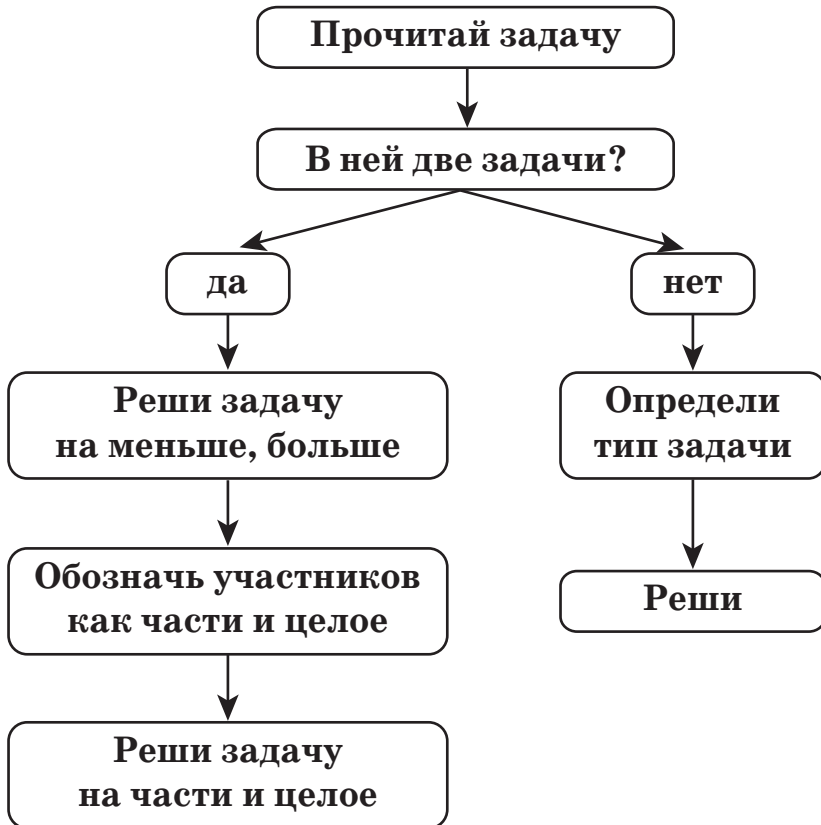 Прочитай задачу
В ней две задачи?
да
нет
Реши задачу
на меньше, больше
Определи
тип задачи
Обозначь участников
как части и целое
Реши
Реши задачу
на части и целое